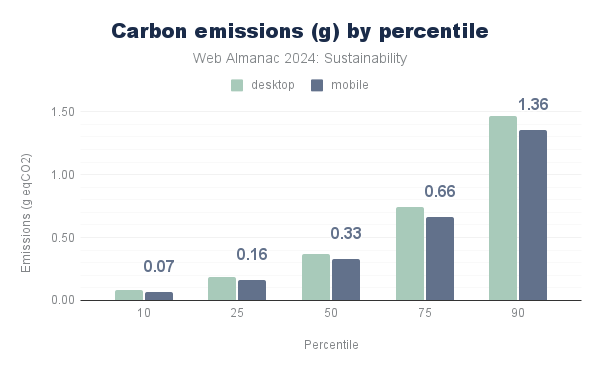 Carbon emissions (g) by percentile
Web Almanac 2024: Sustainability
desktop mobile
1.50
1.00
0.50
0.00
Emissions (g eqCO2)
0.07
0.16
0.33
0.66
1.36
10 25 50 75 90
Percentile